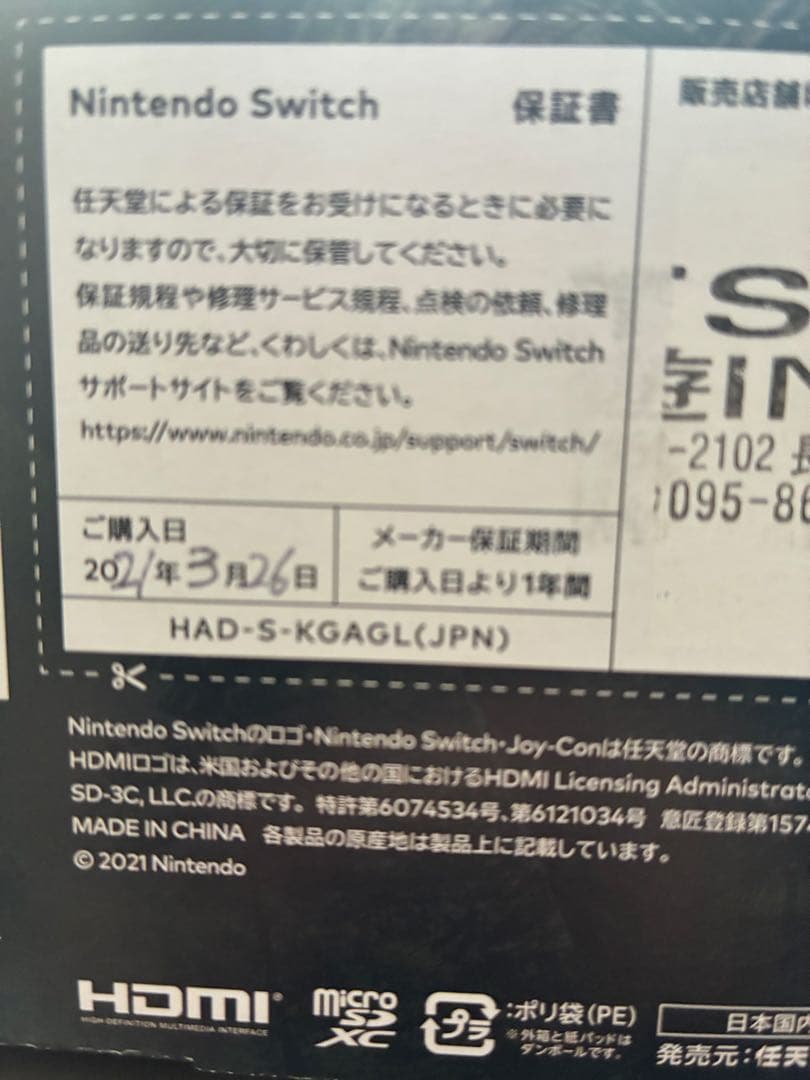 Nintendo Switch 保証書
販売店舗
任天堂による保証をお受けになるときに必要に
なりますので、大切に保管してください。
保証規程や修理サービス規程、点検の依頼、修理
品の送り先など、くわしくは、Nintendo Switch
サポートサイトをご覧ください。
https://www.nintendo.co.jp/support/switch/
-2102 長
095-86
ご購入日
2021年3月26日
メーカー保証期間
ご購入日より1年間
HAD-S-KGAGL(JPN)
Nintendo Switchのロゴ・Nintendo Switch・Joy-Conは任天堂の商標です。
HDMIロゴは、米国およびその他の国におけるHDMI Licensing Administrato
SD-3C, LLC.の商標です。 特許第6074534号、第6121034号 意匠登録第1574
MADE IN CHINA 各製品の原産地は製品上に記載しています。
© 2021 Nintendo
HDMI
HIGH-DEFINITION MULTIMEDIA INTERFACE
micro
SD
XC
プラ
:ポリ袋(PE)
※外箱と紙パッドは
ダンボールです。
日本国内
発売元:任天